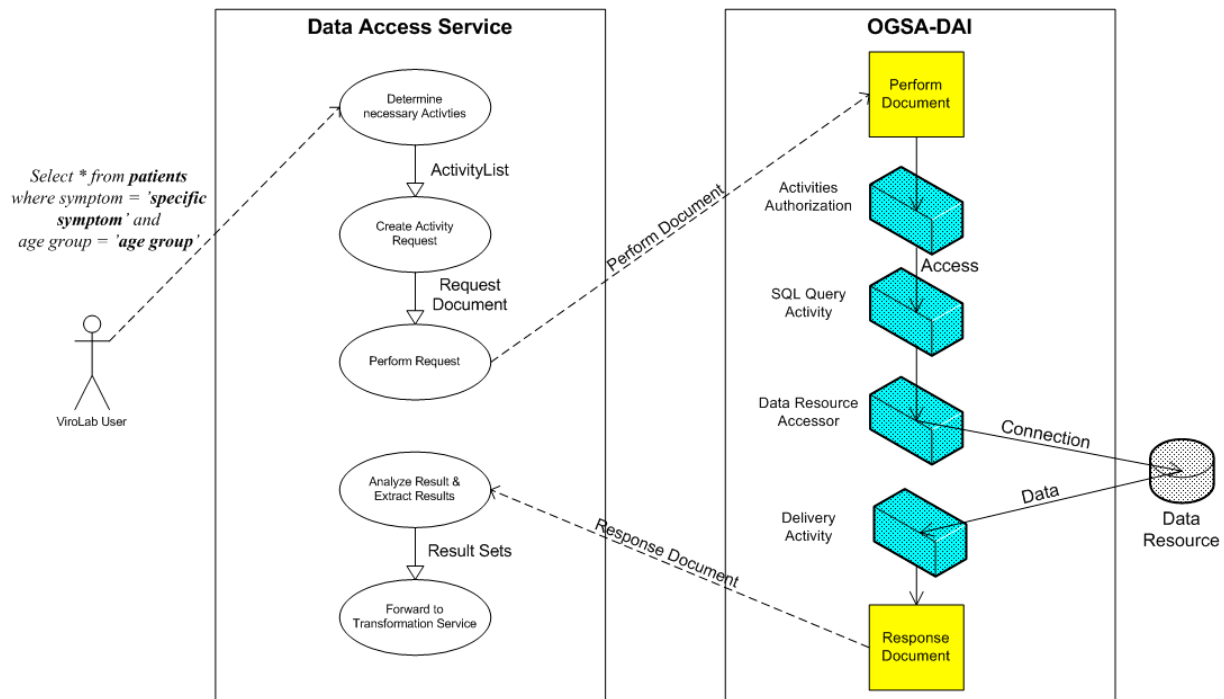 Data Access Service
OGSA-DAI
Determine
necessary Activties
ActivityList
Create Activity
Request
Request
Document
Perform Request
Select * from patients
where symptom = 'specific
symptom' and
age group = 'age group'
ViroLab User
Perform Document
Perform
Document
Activities
Authorization
Access
SQL Query
Activity
Data Resource
Accessor
Connection
Data
Data
Resource
Delivery
Activity
Response
Document
Response Document
Analyze Result &
Extract Results
Result Sets
Forward to
Transformation Service